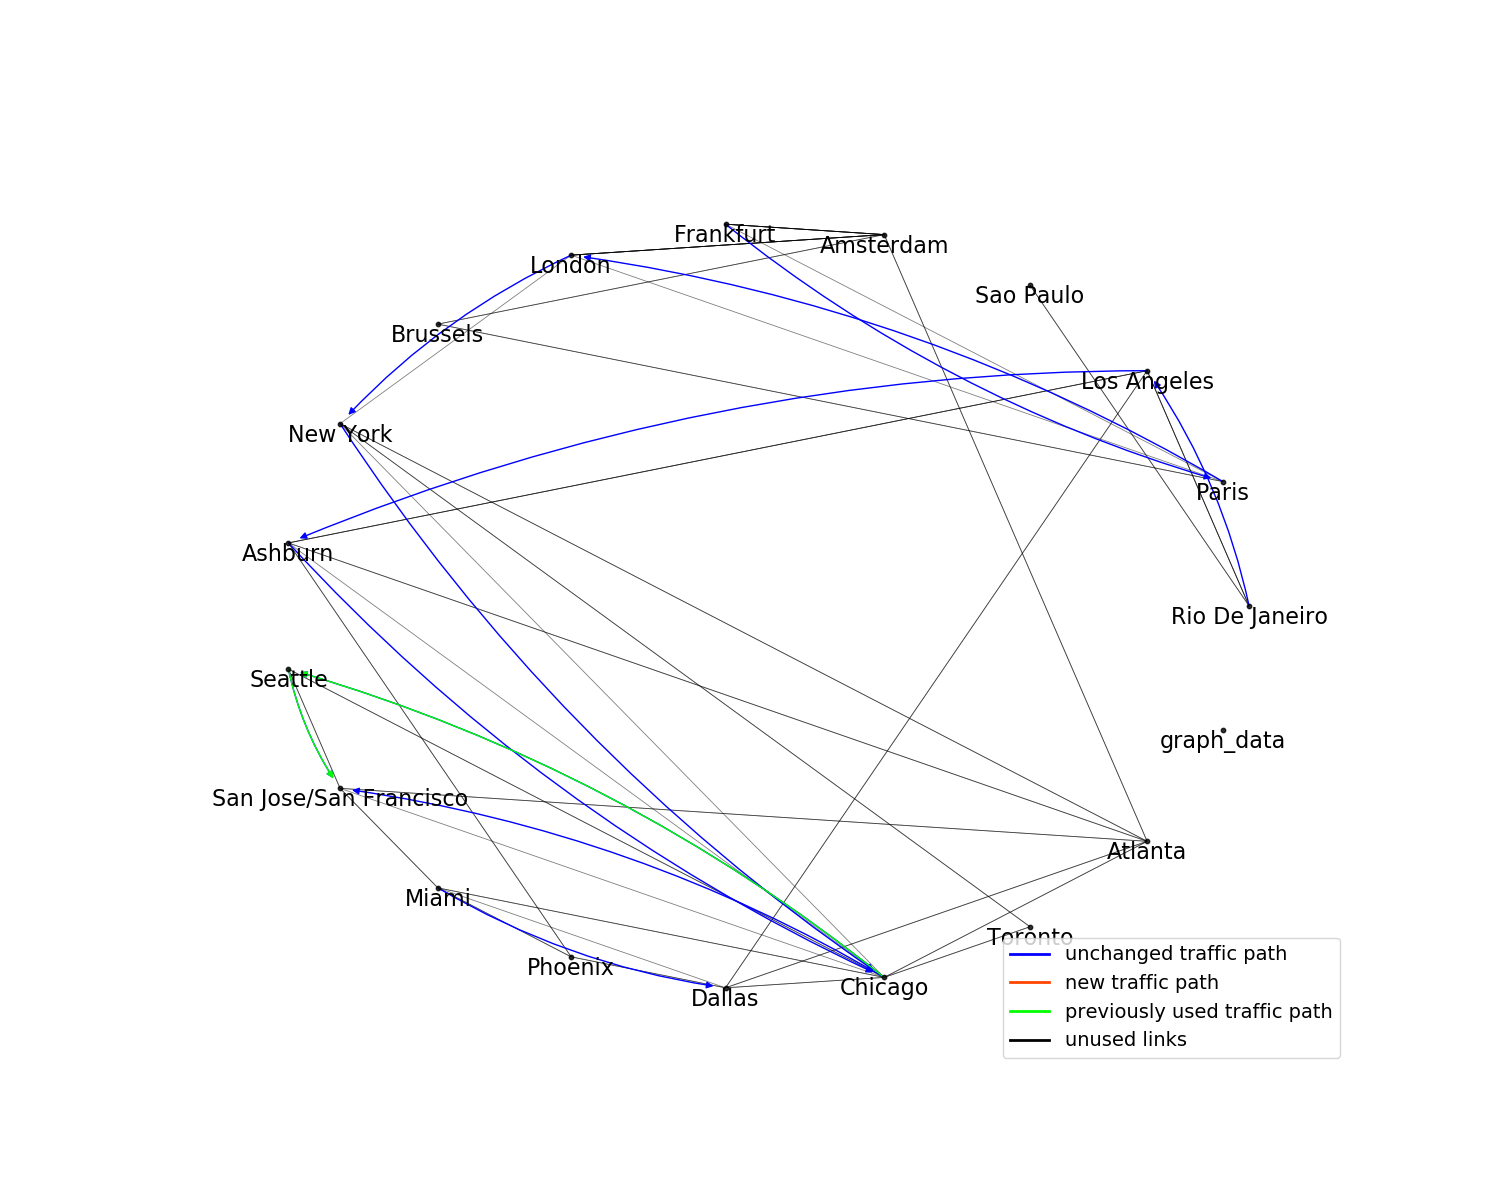 Frankfurt
Amsterdam
London
Sao Paulo
Brussels
Los Angeles
New York
Paris
Ashburn
Rio De Janeiro
Seattle
graph_data
San Jose/San Francisco
Atlanta
Miami
Toronto
Phoenix
Dallas
Chicago
unchanged traffic path
new traffic path
previously used traffic path
unused links